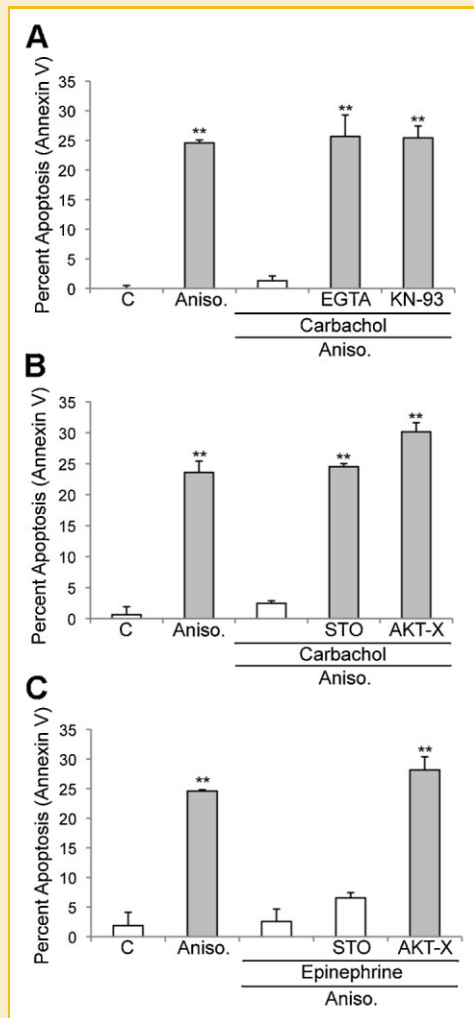 A
Percent Apoptosis (Annexin V)
35
30
25
20
15
10
5
0
**
**
**
C Aniso. EGTA KN-93
Carbachol
Aniso.
B
Percent Apoptosis (Annexin V)
35
30
25
20
15
10
5
0
**
**
**
C Aniso. STO AKT-X
Carbachol
Aniso.
C
Percent Apoptosis (Annexin V)
35
30
25
20
15
10
5
0
**
**
C Aniso. STO AKT-X
Epinephrine
Aniso.